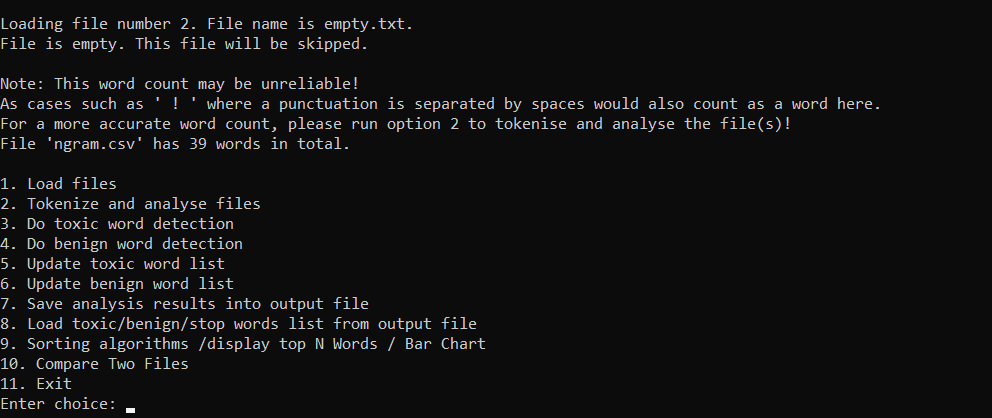 Loading file number 2. File name is empty.txt.
File is empty. This file will be skipped.
Note: This word count may be unreliable!
As cases such as ' ! ' where a punctuation is separated by spaces would also count as a word here.
For a more accurate word count, please run option 2 to tokenise and analyse the file(s)!
File 'ngram.csv' has 39 words in total.
1. Load files
2. Tokenize and analyse files
3. Do toxic word detection
4. Do benign word detection
5. Update toxic word list
6. Update benign word list
7. Save analysis results into output file
8. Load toxic/benign/stop words list from output file
9. Sorting algorithms /display top N Words / Bar Chart
10. Compare Two Files
11. Exit
Enter choice: